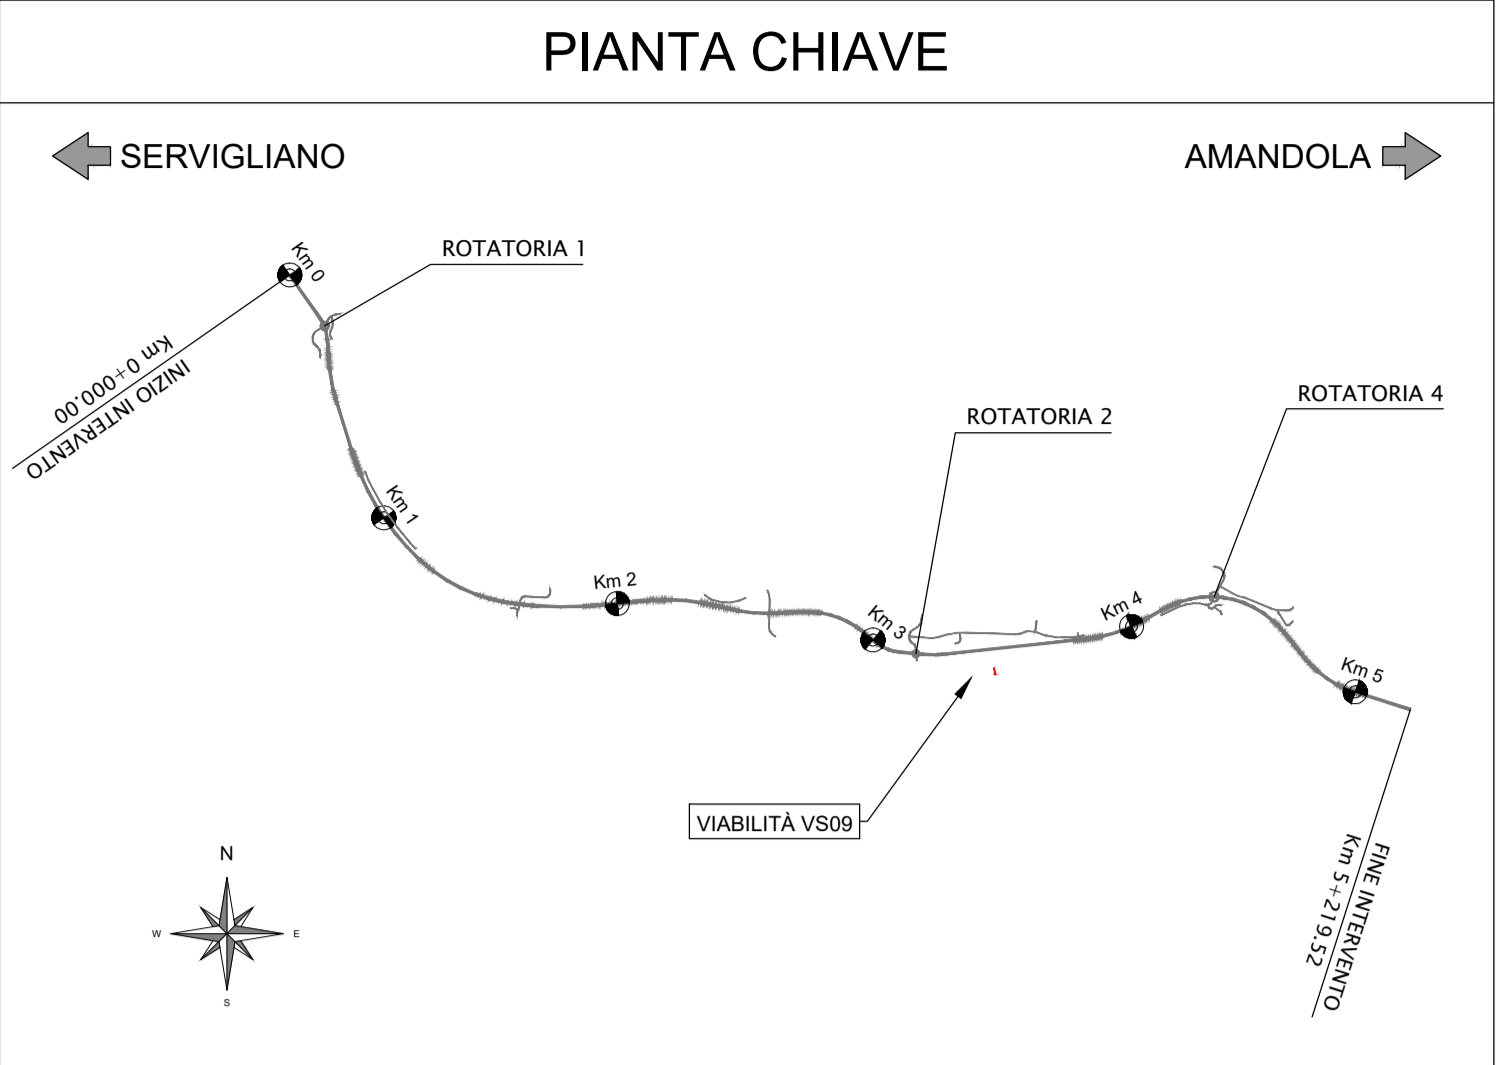 PIANTA CHIAVE
SERVIGLIANO
AMANDOLA
Km 0
ROTATORIA 1
Km 0+000.00
INIZIO INTERVENTO
ROTATORIA 4
ROTATORIA 2
Km 1
Km 2
Km 3
Km 4
Km 5
VIABILITÀ VS09
FINE INTERVENTO
Km 5+219.52
N
W
E
S